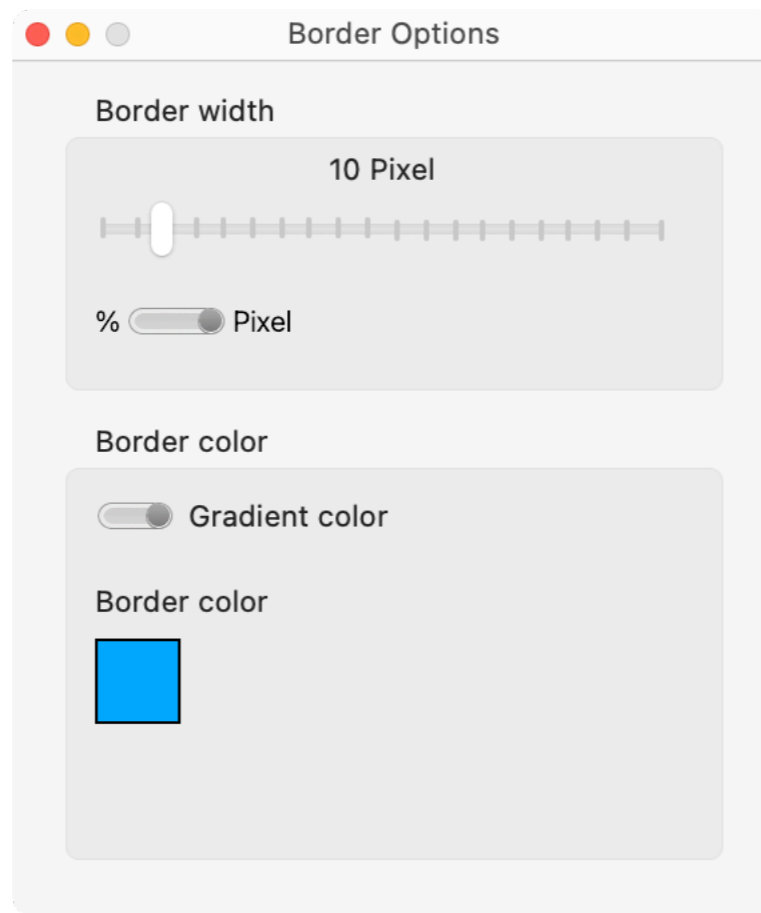 Border Options
Border width
10 Pixel
% Pixel
Border color
Gradient color
Border color